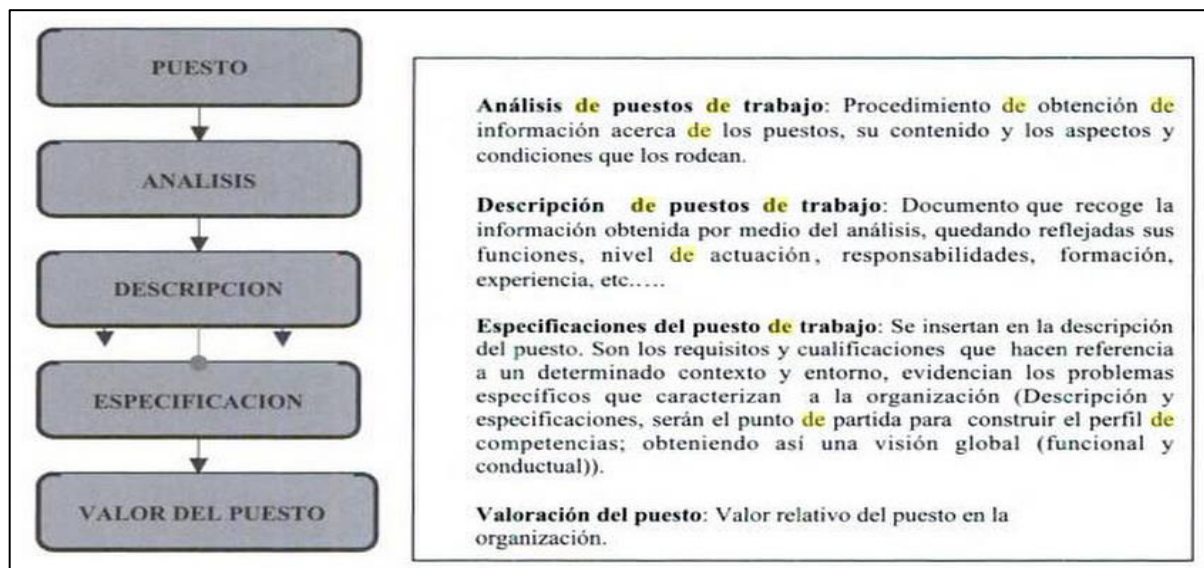 PUESTO
ANALISIS
DESCRIPCION
ESPECIFICACION
VALOR DEL PUESTO
Análisis de puestos de trabajo: Procedimiento de obtención de
información acerca de los puestos, su contenido y los aspectos y
condiciones que los rodean.
Descripción de puestos de trabajo: Documento que recoge la
información obtenida por medio del análisis, quedando reflejadas sus
funciones, nivel de actuación, responsabilidades, formación,
experiencia, etc.....
Especificaciones del puesto de trabajo: Se insertan en la descripción
del puesto. Son los requisitos y cualificaciones que hacen referencia
a un determinado contexto y entorno, evidencian los problemas
específicos que caracterizan a la organización (Descripción y
especificaciones, serán el punto de partida para construir el perfil de
competencias; obteniendo así una visión global (funcional y
conductual)).
Valoración del puesto: Valor relativo del puesto en la
organización.